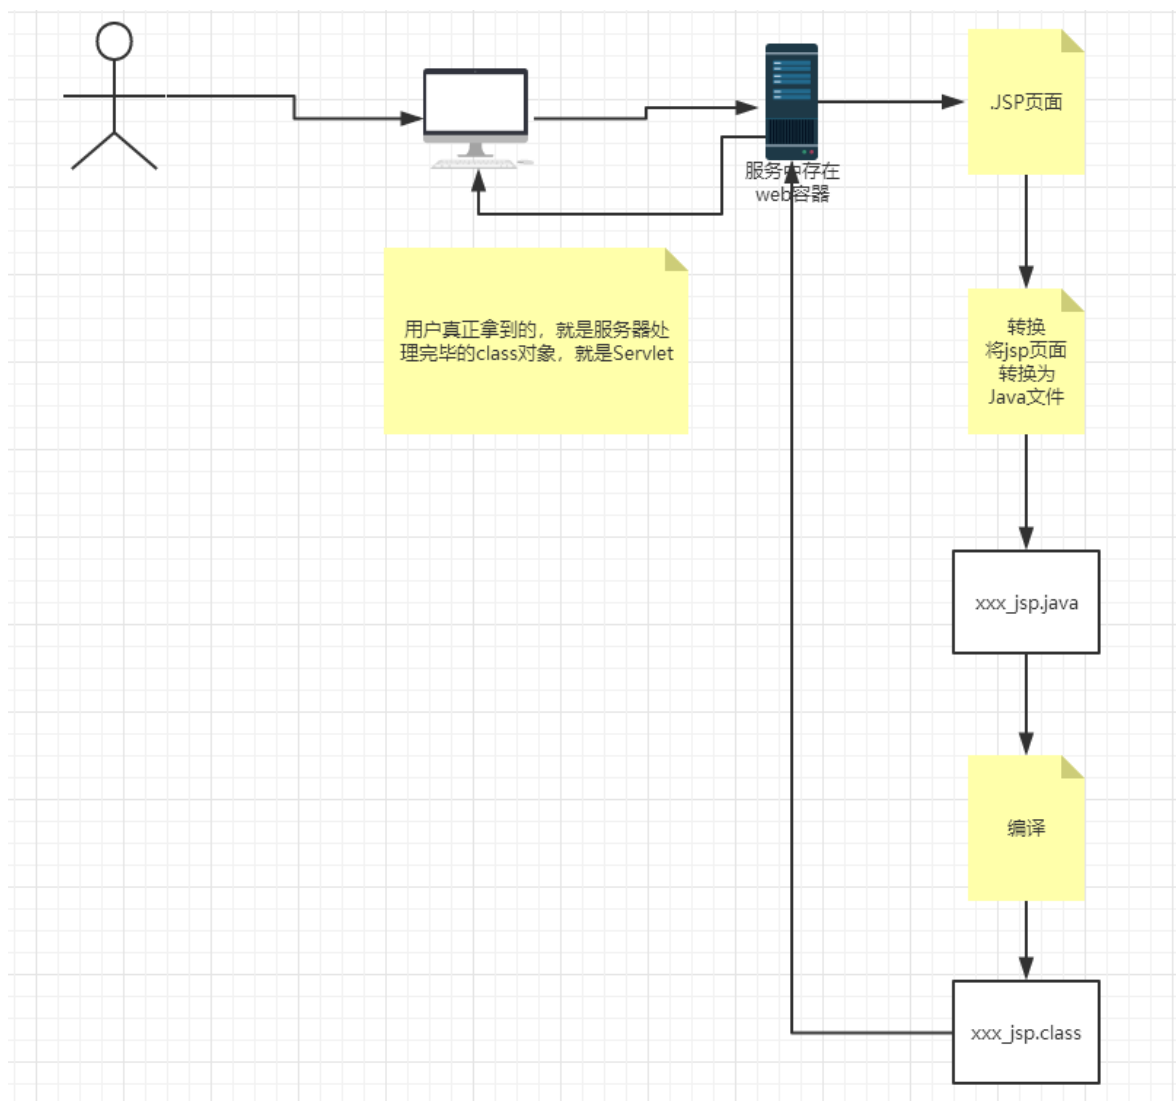 .JSP页面
服务中存在
web容器
用户真正拿到的，就是服务器处
理完毕的class对象，就是Servlet
转换
将jsp页面
转换为
Java文件
xxx_jsp.java
编译
xxx_jsp.class